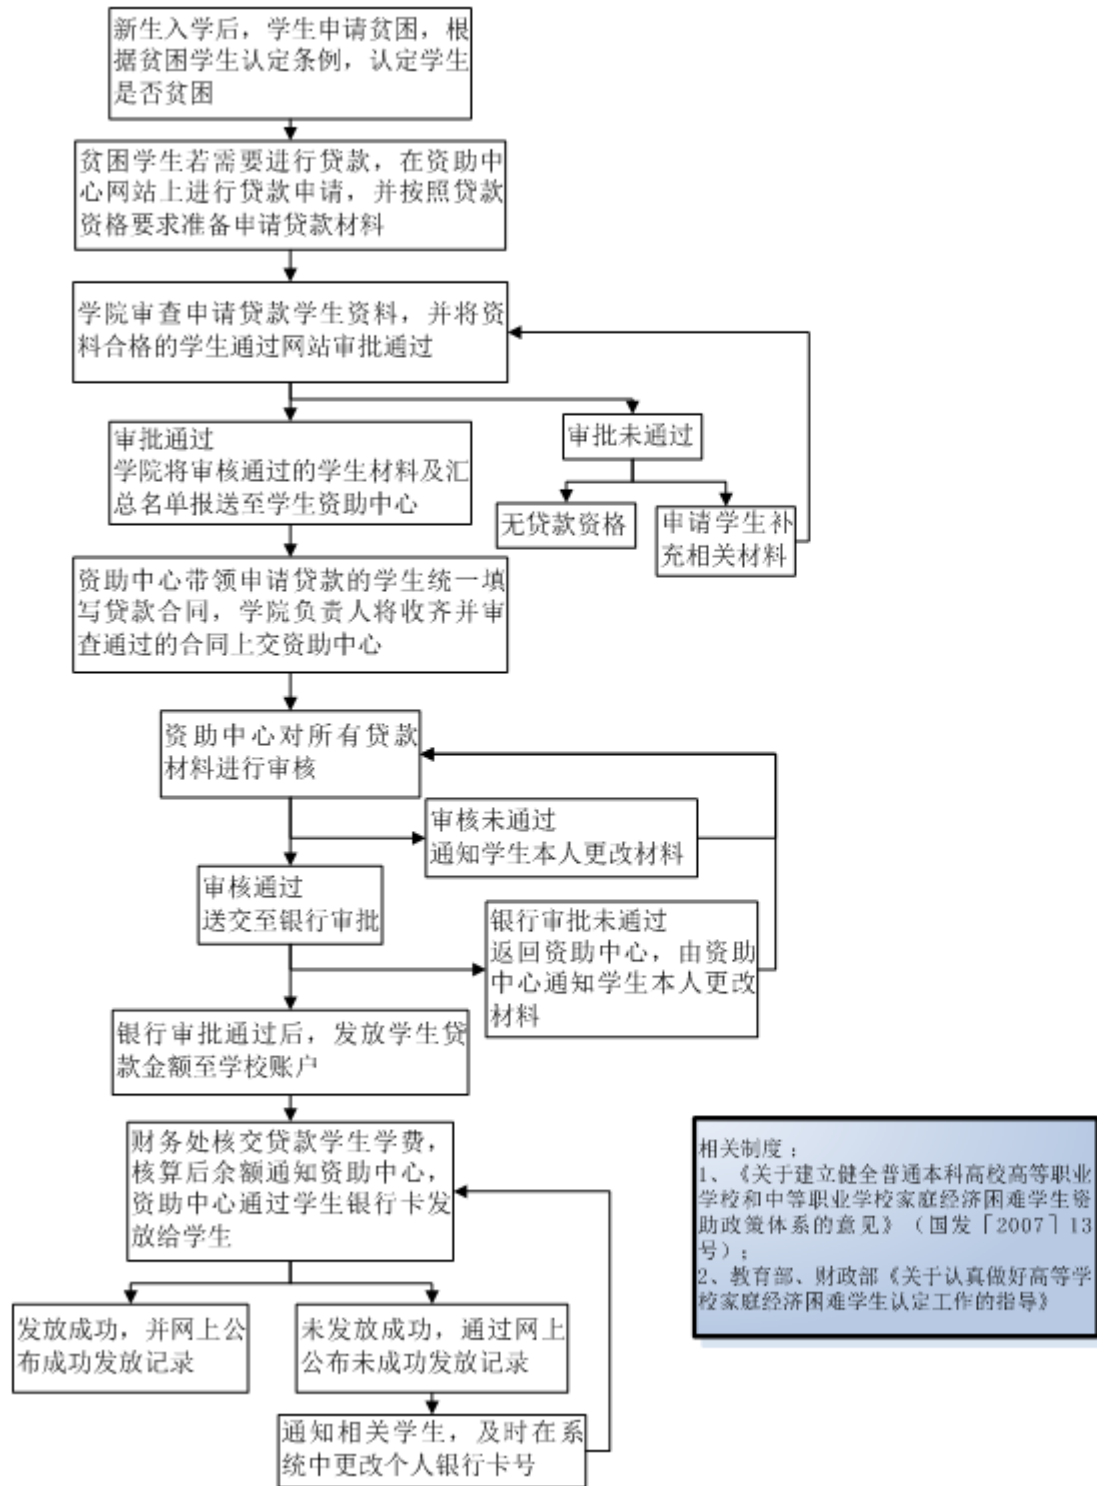 新生入学后，学生申请贫困，根
据贫困学生认定条例，认定学生
是否贫困
贫困学生若需要进行贷款，在资助中
心网站上进行贷款申请，并按照贷款
资格要求准备申请贷款材料
学院审查申请贷款学生资料，并将资
料合格的学生通过网站审批通过
审批通过
学院将审核通过的学生材料及汇
总名单报送至学生资助中心
审批未通过
无贷款资格
申请学生补
充相关材料
资助中心带领申请贷款的学生统一填
写贷款合同，学院负责人将收齐并审
查通过的合同上交资助中心
资助中心对所有贷款
材料进行审核
审核未通过
通知学生本人更改材料
审核通过
送交至银行审批
银行审批未通过
返回资助中心，由资助
中心通知学生本人更改
材料
银行审批通过后，发放学生贷
款金额至学校账户
财务处核交贷款学生学费，
核算后余额通知资助中心，
资助中心通过学生银行卡发
放给学生
发放成功，并网上公
布成功发放记录
未发放成功，通过网上
公布未成功发放记录
通知相关学生，及时在系
统中更改个人银行卡号
相关制度：
1、《关于建立健全普通本科高校高等职业
学校和中等职业学校家庭经济困难学生资
助政策体系的意见》（国发「2007」13
号）；
2、教育部、财政部《关于认真做好高等学
校家庭经济困难学生认定工作的指导》